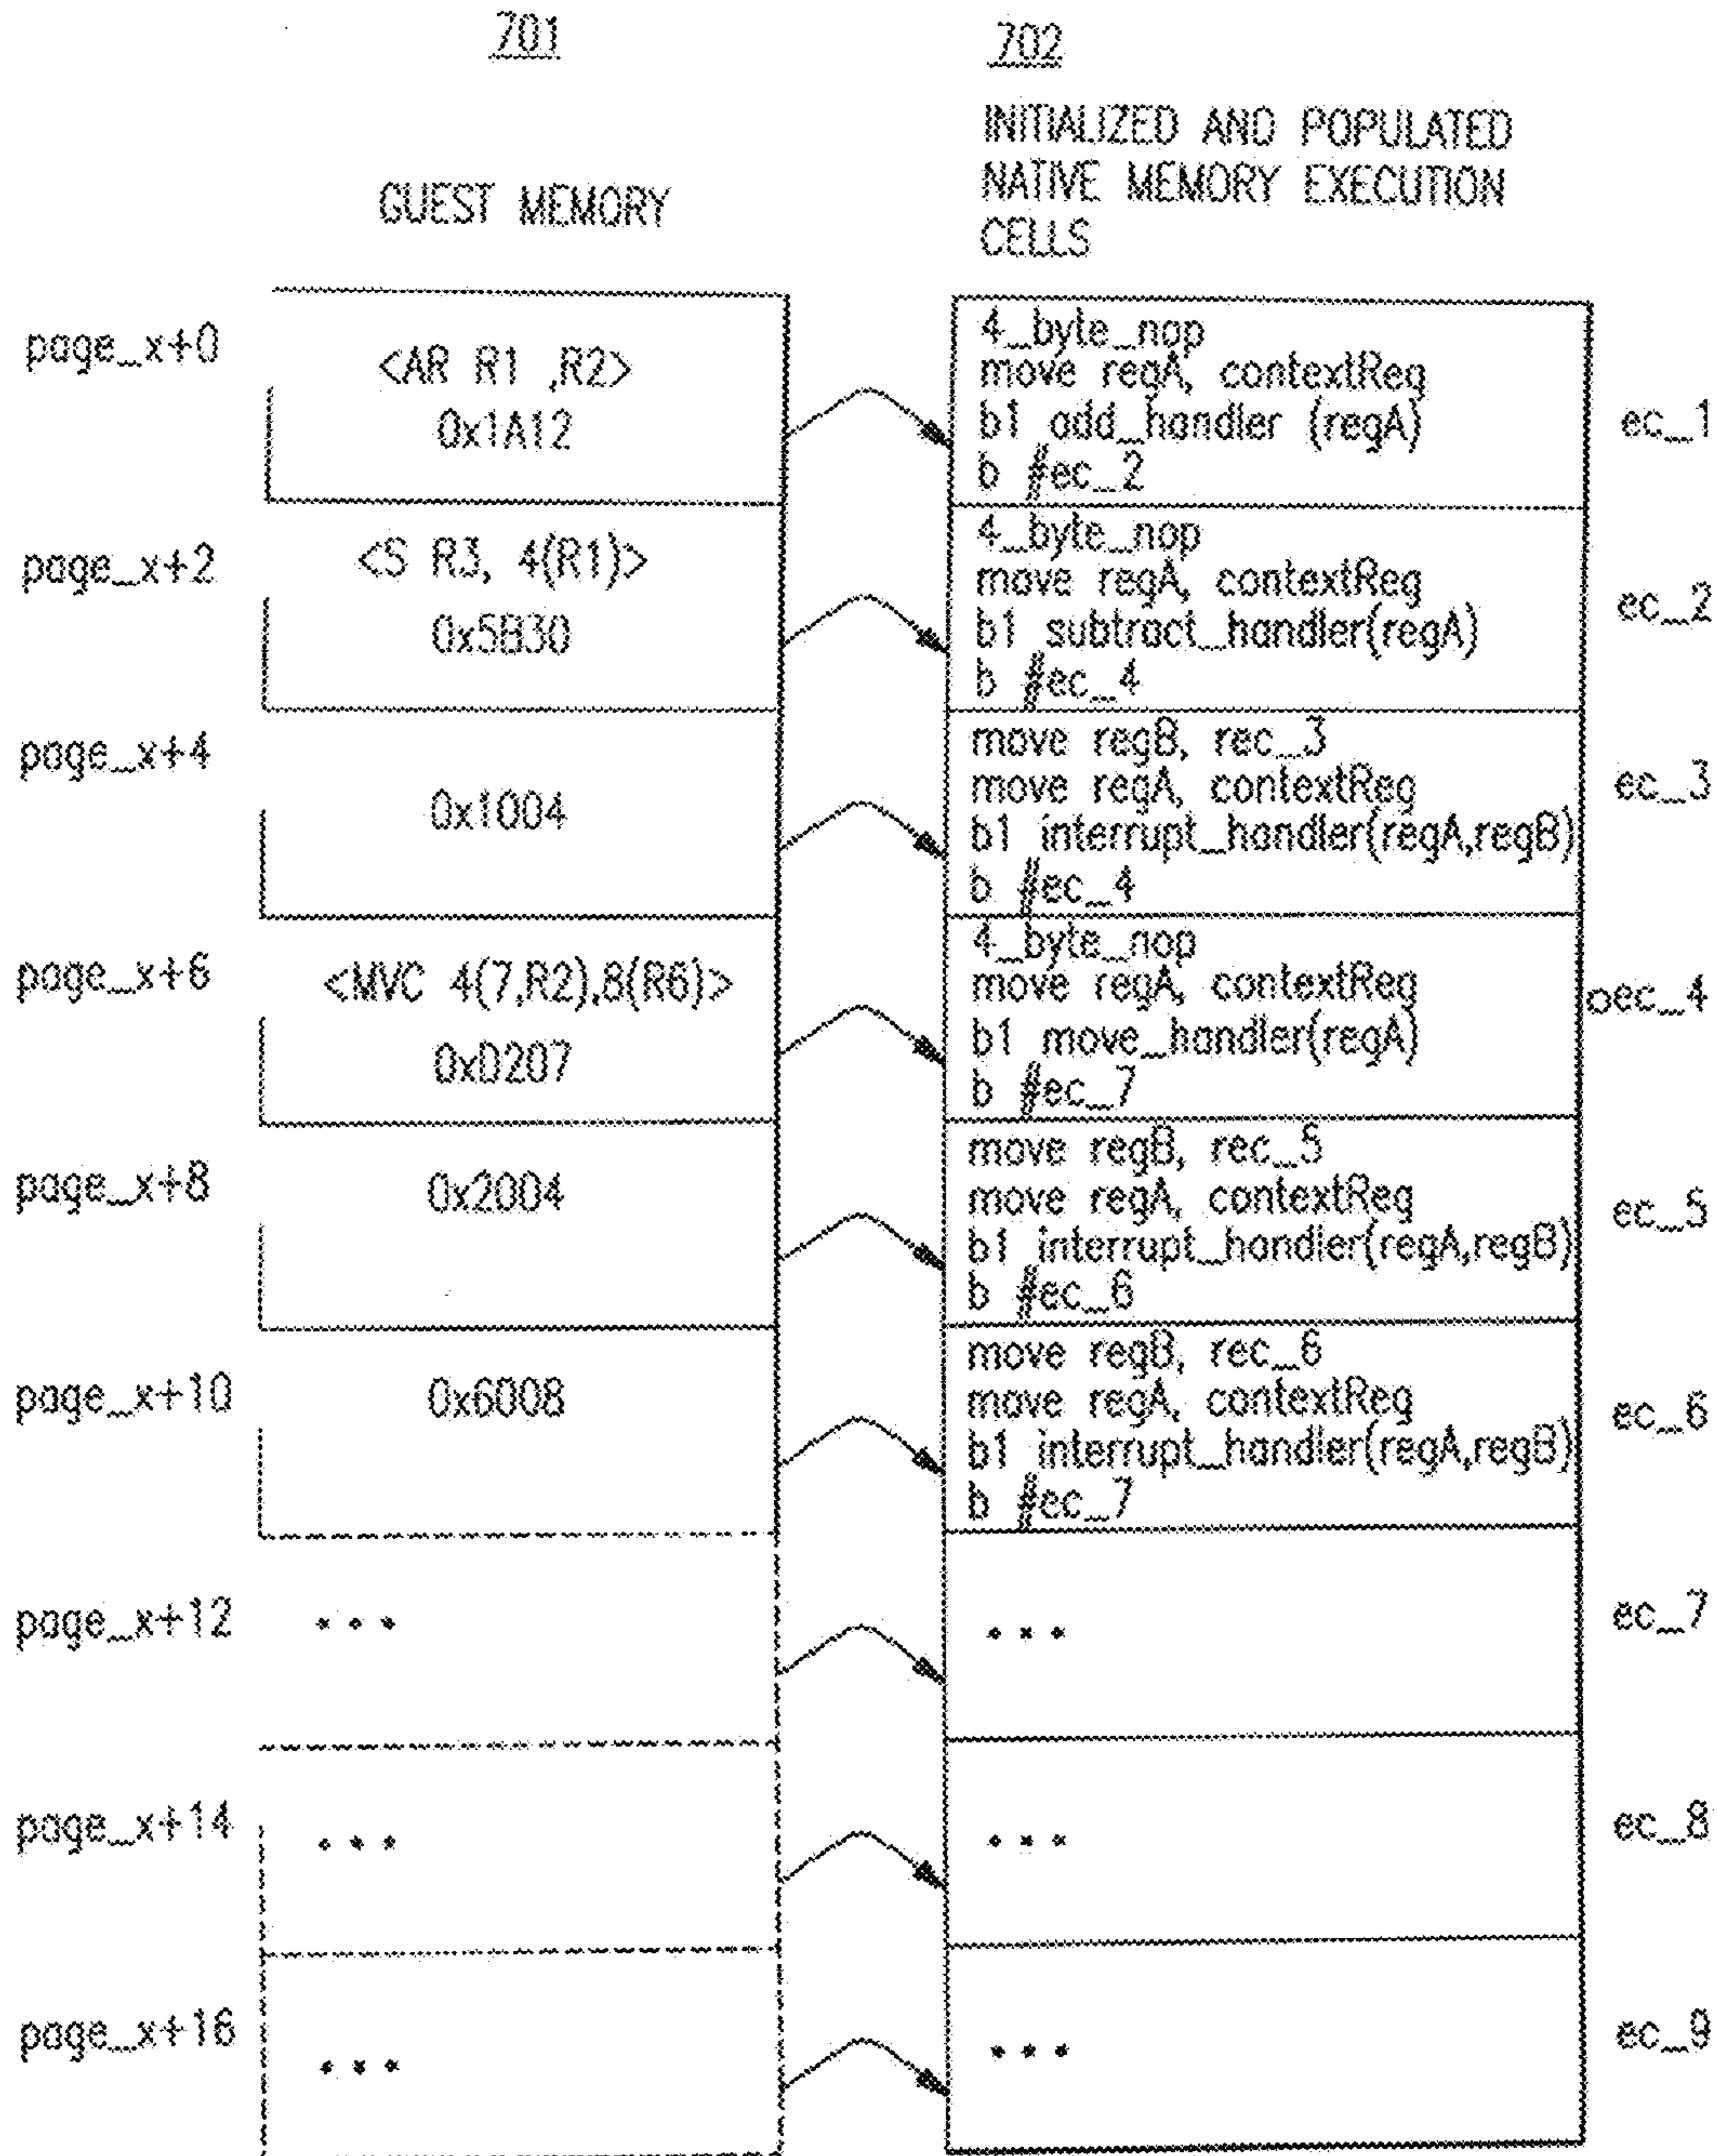 701
702
GUEST MEMORY
INITIALIZED AND POPULATED
NATIVE MEMORY EXECUTION
CELLS
page_x+0
<AR R1 ,R2>
0x1A12
4_byte_nop
move regA, contextReg
b1 add_handler (regA)
b #ec_2
ec_1
page_x+2
<S R3, 4(R1)>
0x5B30
4_byte_nop
move regA, contextReg
b1 subtract_handler(regA)
b #ec_4
ec_2
page_x+4
0x1004
move regB, rec_3
move regA, contextReg
b1 interrupt_handler(regA,regB)
b #ec_4
ec_3
page_x+6
<MVC 4(7,R2),8(R6)>
0xD207
4_byte_nop
move regA, contextReg
b1 move_handler(regA)
b #ec_7
oec_4
page_x+8
0x2004
move regB, rec_5
move regA, contextReg
b1 interrupt_handler(regA,regB)
b #ec_6
ec_5
page_x+10
0x6008
move regB, rec_6
move regA, contextReg
b1 interrupt_handler(regA,regB)
b #ec_7
ec_6
page_x+12
...
...
ec_7
page_x+14
...
...
ec_8
page_x+16
...
...
ec_9